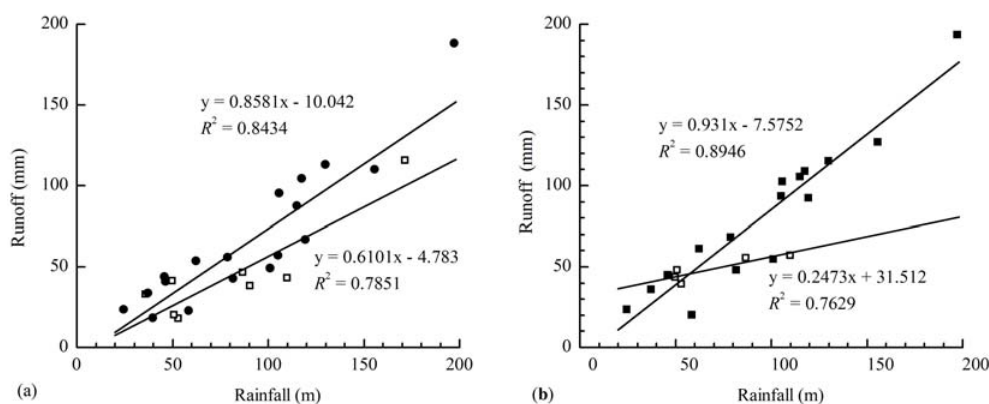 200
150
100
50
0
Runoff (mm)
y = 0.8581x - 10.042
R² = 0.8434
y = 0.6101x - 4.783
R² = 0.7851
0
50
100
150
200
(a)
Rainfall (m)
200
150
100
50
0
Runoff (mm)
y = 0.931x - 7.5752
R² = 0.8946
y = 0.2473x + 31.512
R² = 0.7629
0
50
100
150
200
(b)
Rainfall (m)